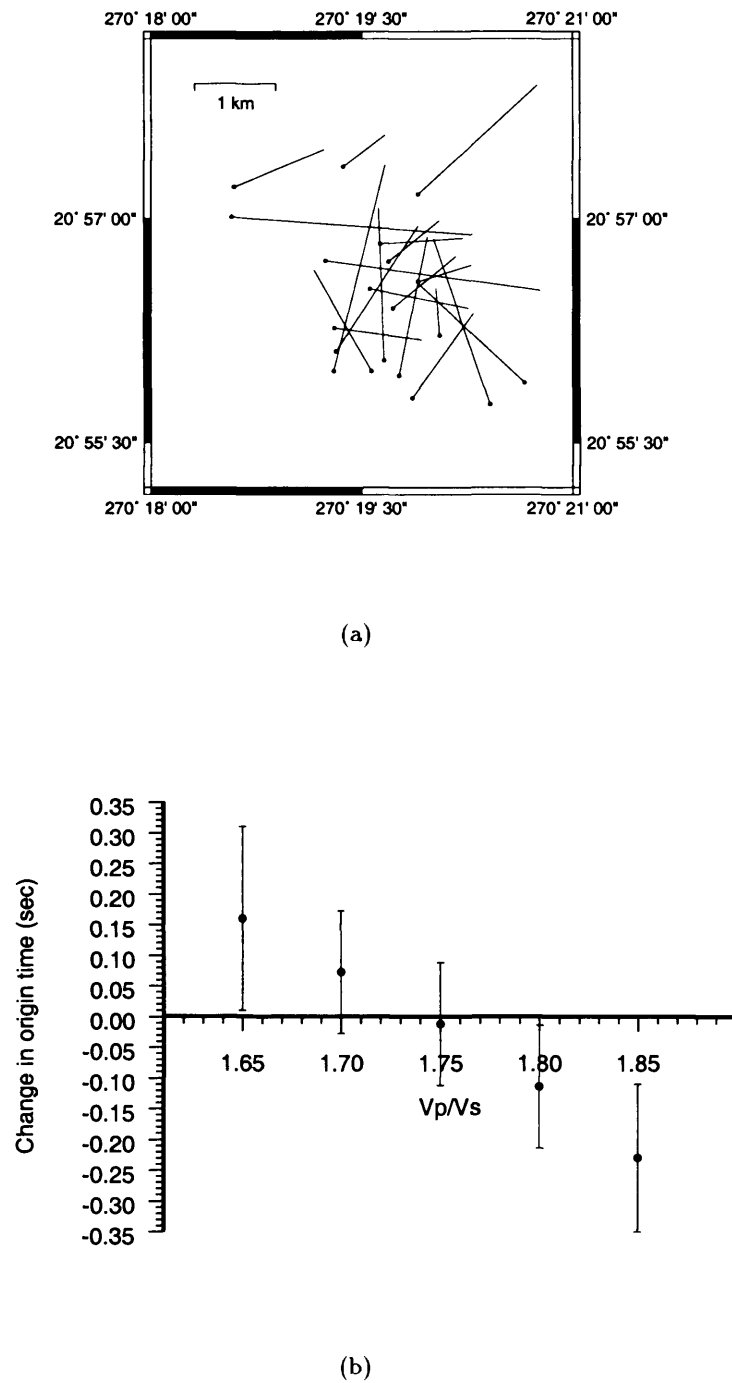 270° 18' 00" 270° 19' 30" 270° 21' 00"
1 km
20° 57' 00" 20° 57' 00"
20° 55' 30" 20° 55' 30"
270° 18' 00" 270° 19' 30" 270° 21' 00"
(a)
0.35
0.30
0.25
0.20
0.15
0.10
0.05
0.00
-0.05
-0.10
-0.15
-0.20
-0.25
-0.30
-0.35
Change in origin time (sec)
1.65 1.70 1.75 1.80 1.85
Vp/Vs
(b)